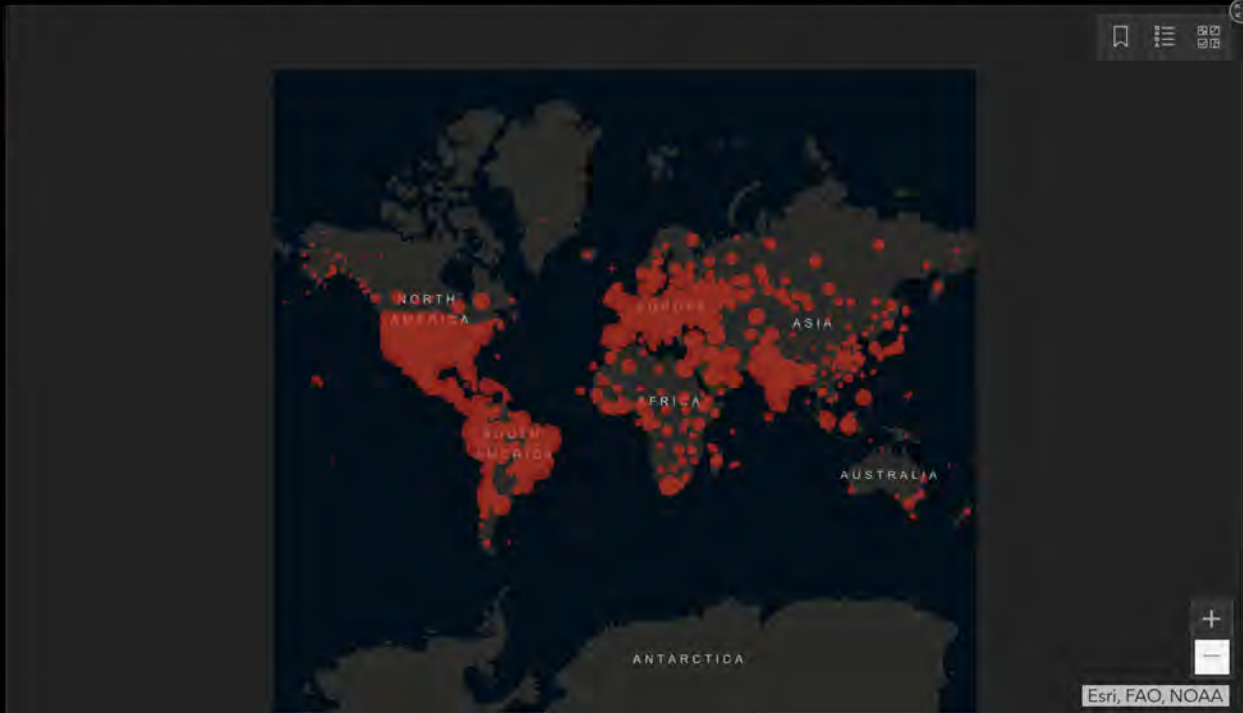 NORTH
AMERICA
EUROPE
ASIA
AFRICA
SOUTH
AMERICA
AUSTRALIA
ANTARCTICA
Esri, FAO, NOAA